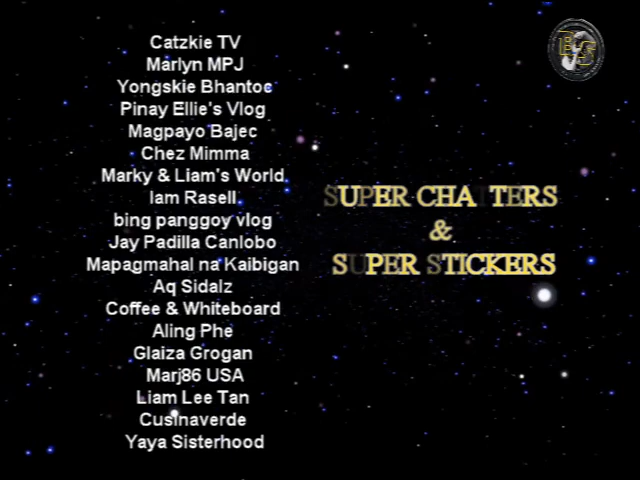 Catzkie TV
Marlyn MPJ
Yongskie Bhantoc
Pinay Ellie's Vlog
Magpayo Bajec
Chez Mimma
Marky & Liam's World
Iam Rasell
bing panggoy vlog
Jay Padilla Canlobo
Mapagmahal na Kaibigan
Aq Sidalz
Coffee & Whiteboard
Aling Phe
Glaiza Grogan
Marj86 USA
Liam Lee Tan
Cusinaverde
Yaya Sisterhood
SUPER CHATTERS
&
SUPER STICKERS